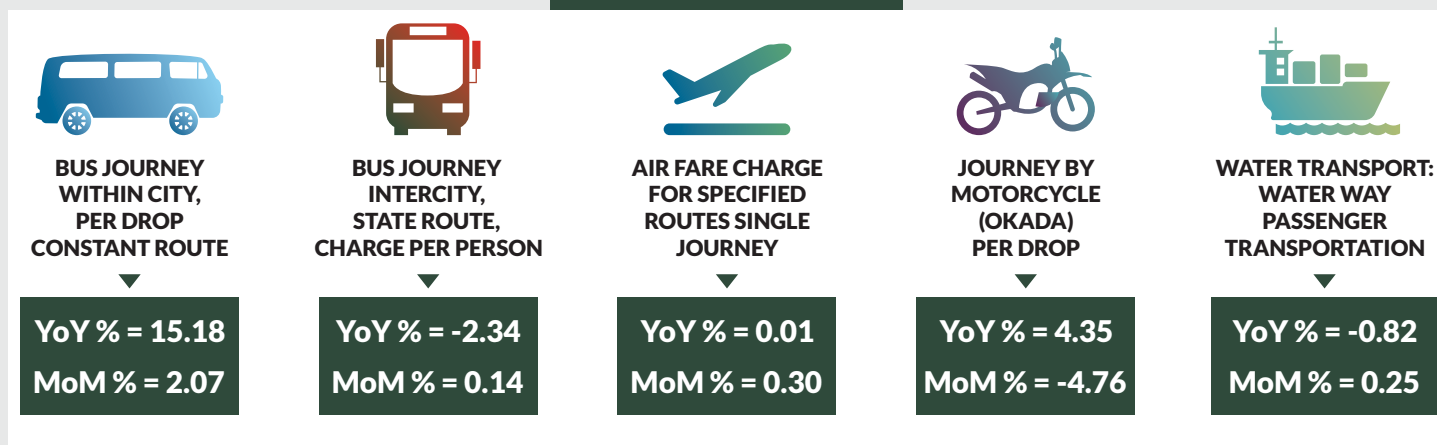 BUS JOURNEY
WITHIN CITY,
PER DROP
CONSTANT ROUTE
YoY % = 15.18
MoM % = 2.07
BUS JOURNEY
INTERCITY,
STATE ROUTE,
CHARGE PER PERSON
YoY % = -2.34
MoM % = 0.14
AIR FARE CHARGE
FOR SPECIFIED
ROUTES SINGLE
JOURNEY
YoY % = 0.01
MoM % = 0.30
JOURNEY BY
MOTORCYCLE
(OKADA)
PER DROP
YoY % = 4.35
MoM % = -4.76
WATER TRANSPORT:
WATER WAY
PASSENGER
TRANSPORTATION
YoY % = -0.82
MoM % = 0.25